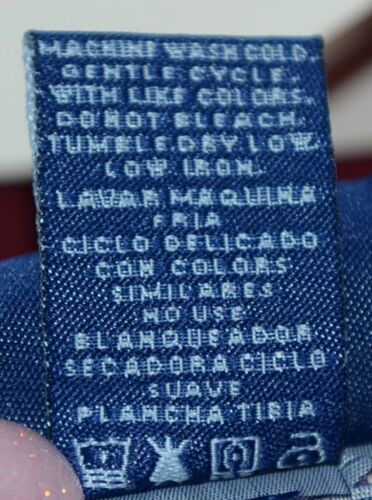 MACHINE WASH COLD.
GENTLE CYCLE.
WITH LIKE COLORS.
DO NOT BLEACH.
TUMBLE DRY LOW.
LOW IRON.
LAVAR MAQUINA
FRIA
CICLO DELICADO
CON COLORS
SIMILARES
NO USE
BLANQUEADOR
SECADORA CICLO
SUAVE
PLANCHA TIBIA